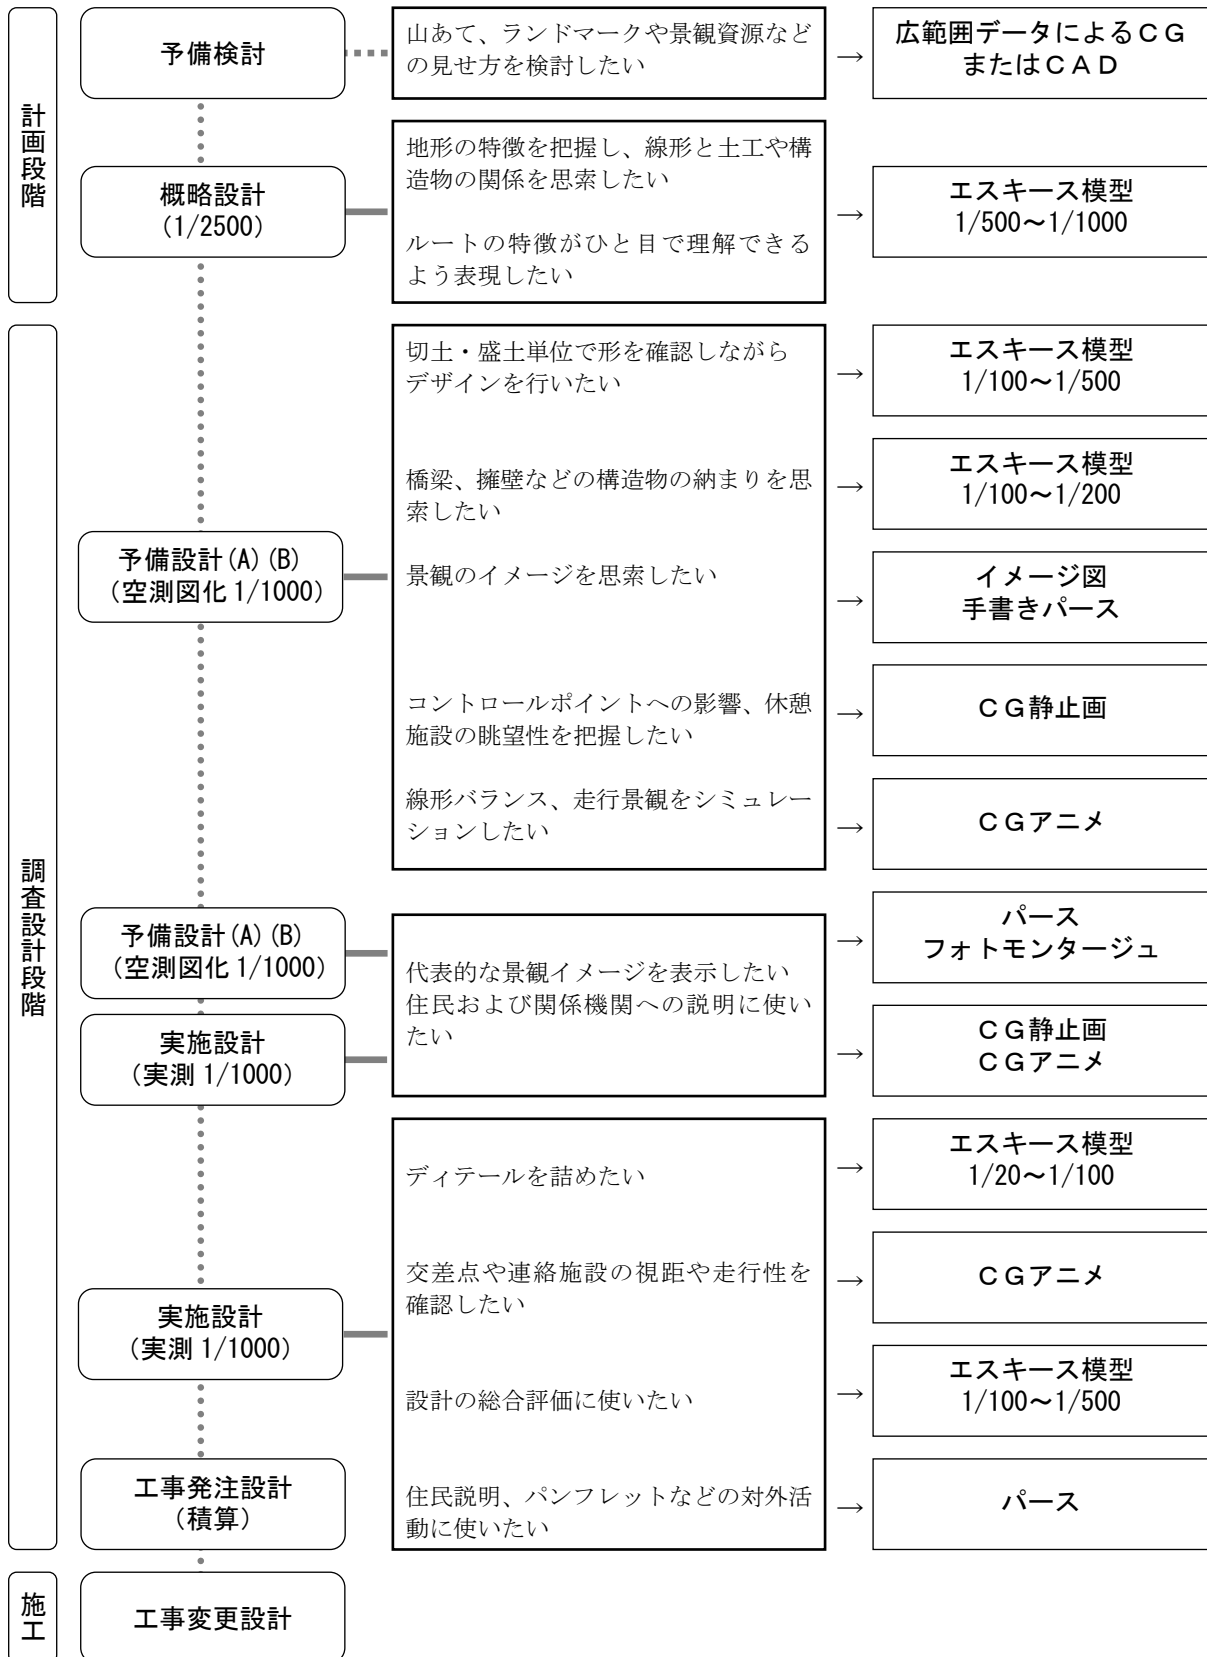 計画段階
予備検討
山あて、ランドマークや景観資源など
の見せ方を検討したい
→
広範囲データによるＣＧ
またはＣＡＤ
概略設計
(1/2500)
地形の特徴を把握し、線形と土工や構
造物の関係を思索したい
ルートの特徴がひと目で理解できる
よう表現したい
→
エスキース模型
1/500～1/1000
調査設計段階
予備設計(A)(B)
（空測図化 1/1000）
切土・盛土単位で形を確認しながら
デザインを行いたい
→
エスキース模型
1/100～1/500
橋梁、擁壁などの構造物の納まりを思
索したい
→
エスキース模型
1/100～1/200
景観のイメージを思索したい
→
イメージ図
手書きパース
コントロールポイントへの影響、休憩
施設の眺望性を把握したい
→
ＣＧ静止画
線形バランス、走行景観をシミュレー
ションしたい
→
ＣＧアニメ
予備設計(A)(B)
（空測図化 1/1000）
実施設計
（実測 1/1000）
代表的な景観イメージを表示したい
住民および関係機関への説明に使い
たい
→
パース
フォトモンタージュ
→
ＣＧ静止画
ＣＧアニメ
実施設計
（実測 1/1000）
ディテールを詰めたい
→
エスキース模型
1/20～1/100
交差点や連絡施設の視距や走行性を
確認したい
→
ＣＧアニメ
設計の総合評価に使いたい
→
エスキース模型
1/100～1/500
工事発注設計
（積算）
住民説明、パンフレットなどの対外活
動に使いたい
→
パース
施工
工事変更設計